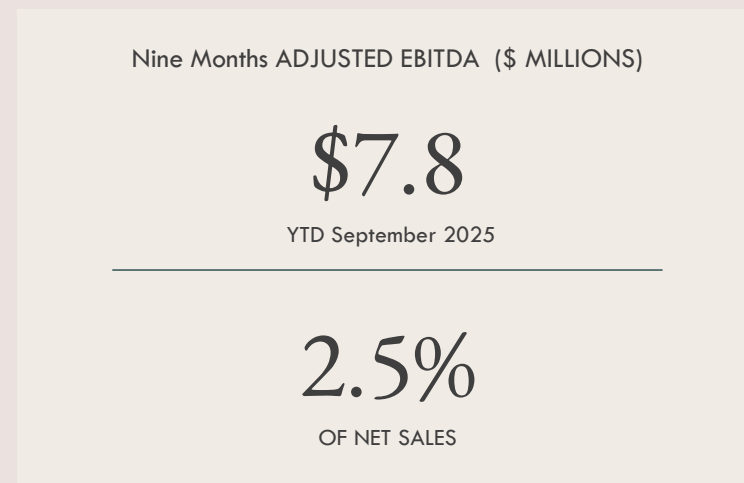 Nine Months ADJUSTED EBITDA ($ MILLIONS)
$7.8
YTD September 2025
2.5%
OF NET SALES